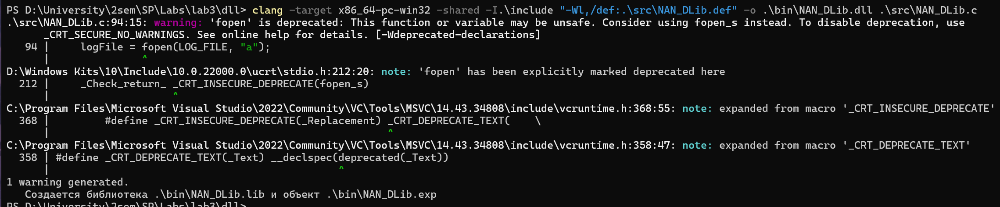 PS D:\University\2sem\SP\Labs\lab3\dll> clang -target x86_64-pc-win32 -shared -I.\include "-Wl,/def:.\src\NAN_DLib.def" -o .\bin\NAN_DLib.dll .\src\NAN_DLib.c
.\src\NAN_DLib.c:94:15: warning: 'fopen' is deprecated: This function or variable may be unsafe. Consider using fopen_s instead. To disable deprecation, use
      _CRT_SECURE_NO_WARNINGS. See online help for details. [-Wdeprecated-declarations]
   94 |     logFile = fopen(LOG_FILE, "a");
      |               ^
D:\Windows Kits\10\Include\10.0.22000.0\ucrt\stdio.h:212:20: note: 'fopen' has been explicitly marked deprecated here
  212 |     _Check_return_ _CRT_INSECURE_DEPRECATE(fopen_s)
      |                    ^
C:\Program Files\Microsoft Visual Studio\2022\Community\VC\Tools\MSVC\14.43.34808\include\vcruntime.h:368:55: note: expanded from macro '_CRT_INSECURE_DEPRECATE'
  368 |         #define _CRT_INSECURE_DEPRECATE(_Replacement) _CRT_DEPRECATE_TEXT(    \
      |                                                       ^
C:\Program Files\Microsoft Visual Studio\2022\Community\VC\Tools\MSVC\14.43.34808\include\vcruntime.h:358:47: note: expanded from macro '_CRT_DEPRECATE_TEXT'
  358 | #define _CRT_DEPRECATE_TEXT(_Text) __declspec(deprecated(_Text))
      |                                               ^
1 warning generated.
   Создается библиотека .\bin\NAN_DLib.lib и объект .\bin\NAN_DLib.exp
PS D:\University\2sem\SP\Labs\lab3\dll>